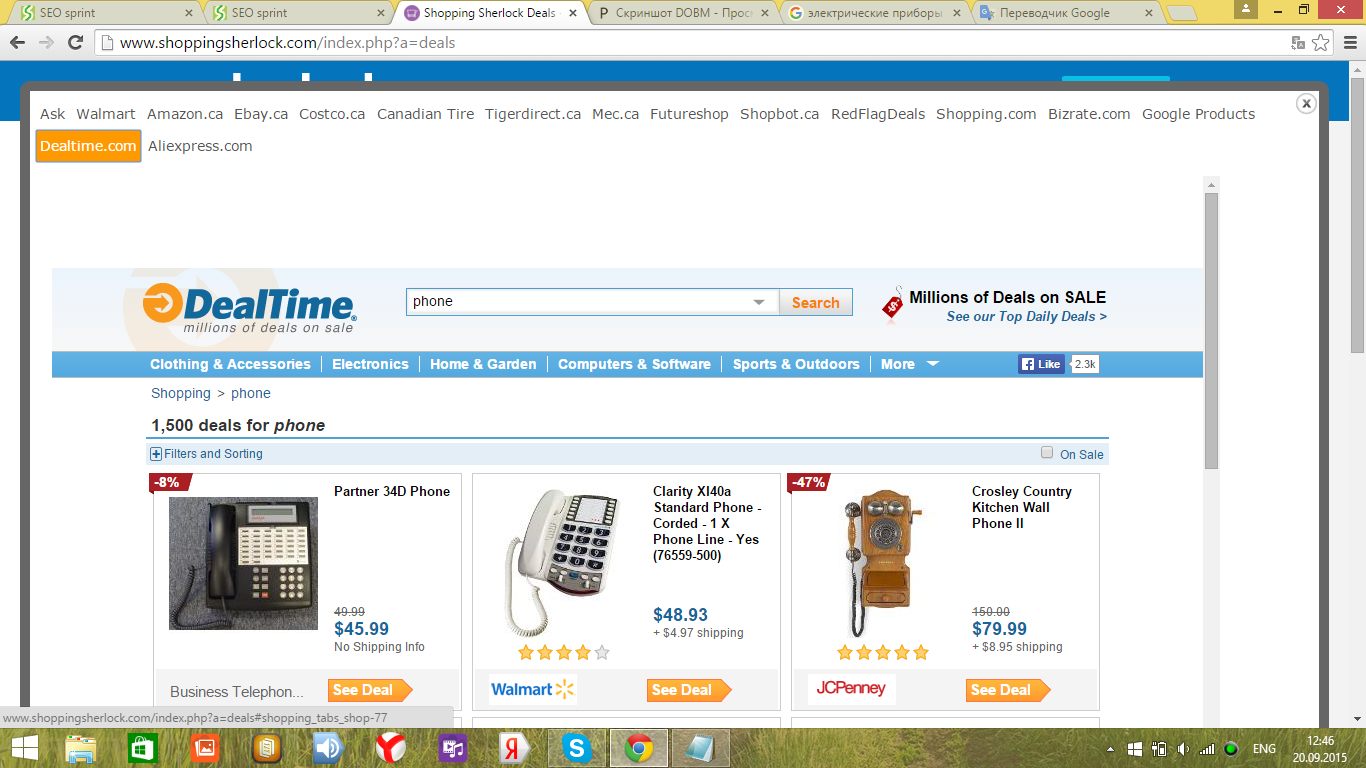 SEO sprint
SEO sprint
Shopping Sherlock Deals
Скриншот DOBM - Прос
электрические приборы
Переводчик Google
www.shoppingsherlock.com/index.php?a=deals
Ask Walmart Amazon.ca Ebay.ca Costco.ca Canadian Tire Tigerdirect.ca Mec.ca Futureshop Shopbot.ca RedFlagDeals Shopping.com Bizrate.com Google Products
Dealtime.com Aliexpress.com
DealTime.
millions of deals on sale
phone
Search
Millions of Deals on SALE
See our Top Daily Deals >
Clothing & Accessories Electronics Home & Garden Computers & Software Sports & Outdoors More
Like 2.3k
Shopping > phone
1,500 deals for phone
Filters and Sorting
On Sale
-8%
Partner 34D Phone
49.99
$45.99
No Shipping Info
Business Telephon...
See Deal
Clarity Xl40a
Standard Phone -
Corded - 1 X
Phone Line - Yes
(76559-500)
$48.93
+ $4.97 shipping
Walmart
See Deal
-47%
Crosley Country
Kitchen Wall
Phone II
150.00
$79.99
+ $8.95 shipping
JCPenney
See Deal
www.shoppingsherlock.com/index.php?a=deals#shopping_tabs_shop-77
ENG
12:46
20.09.2015